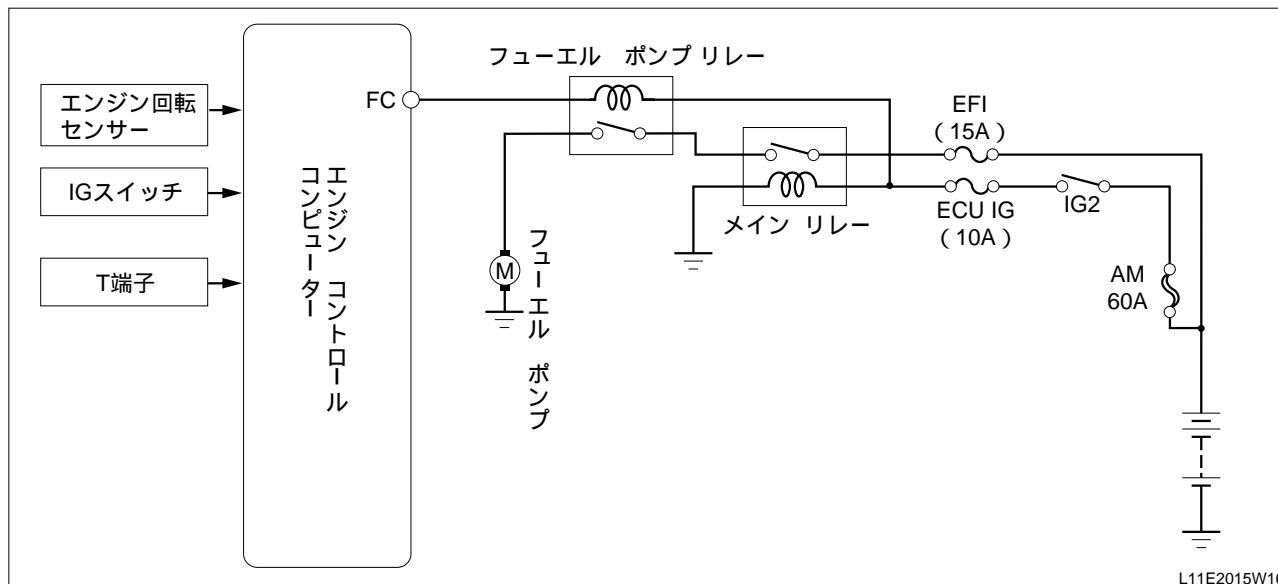 フューエル ポンプ リレー
エンジン回転
センサー
FC
EFI
（15A）
IGスイッチ
エンジン コントロール
コンピューター
メイン リレー
ECU IG
（10A）
IG2
T端子
M
フューエル ポンプ
AM
60A
L11E2015W16